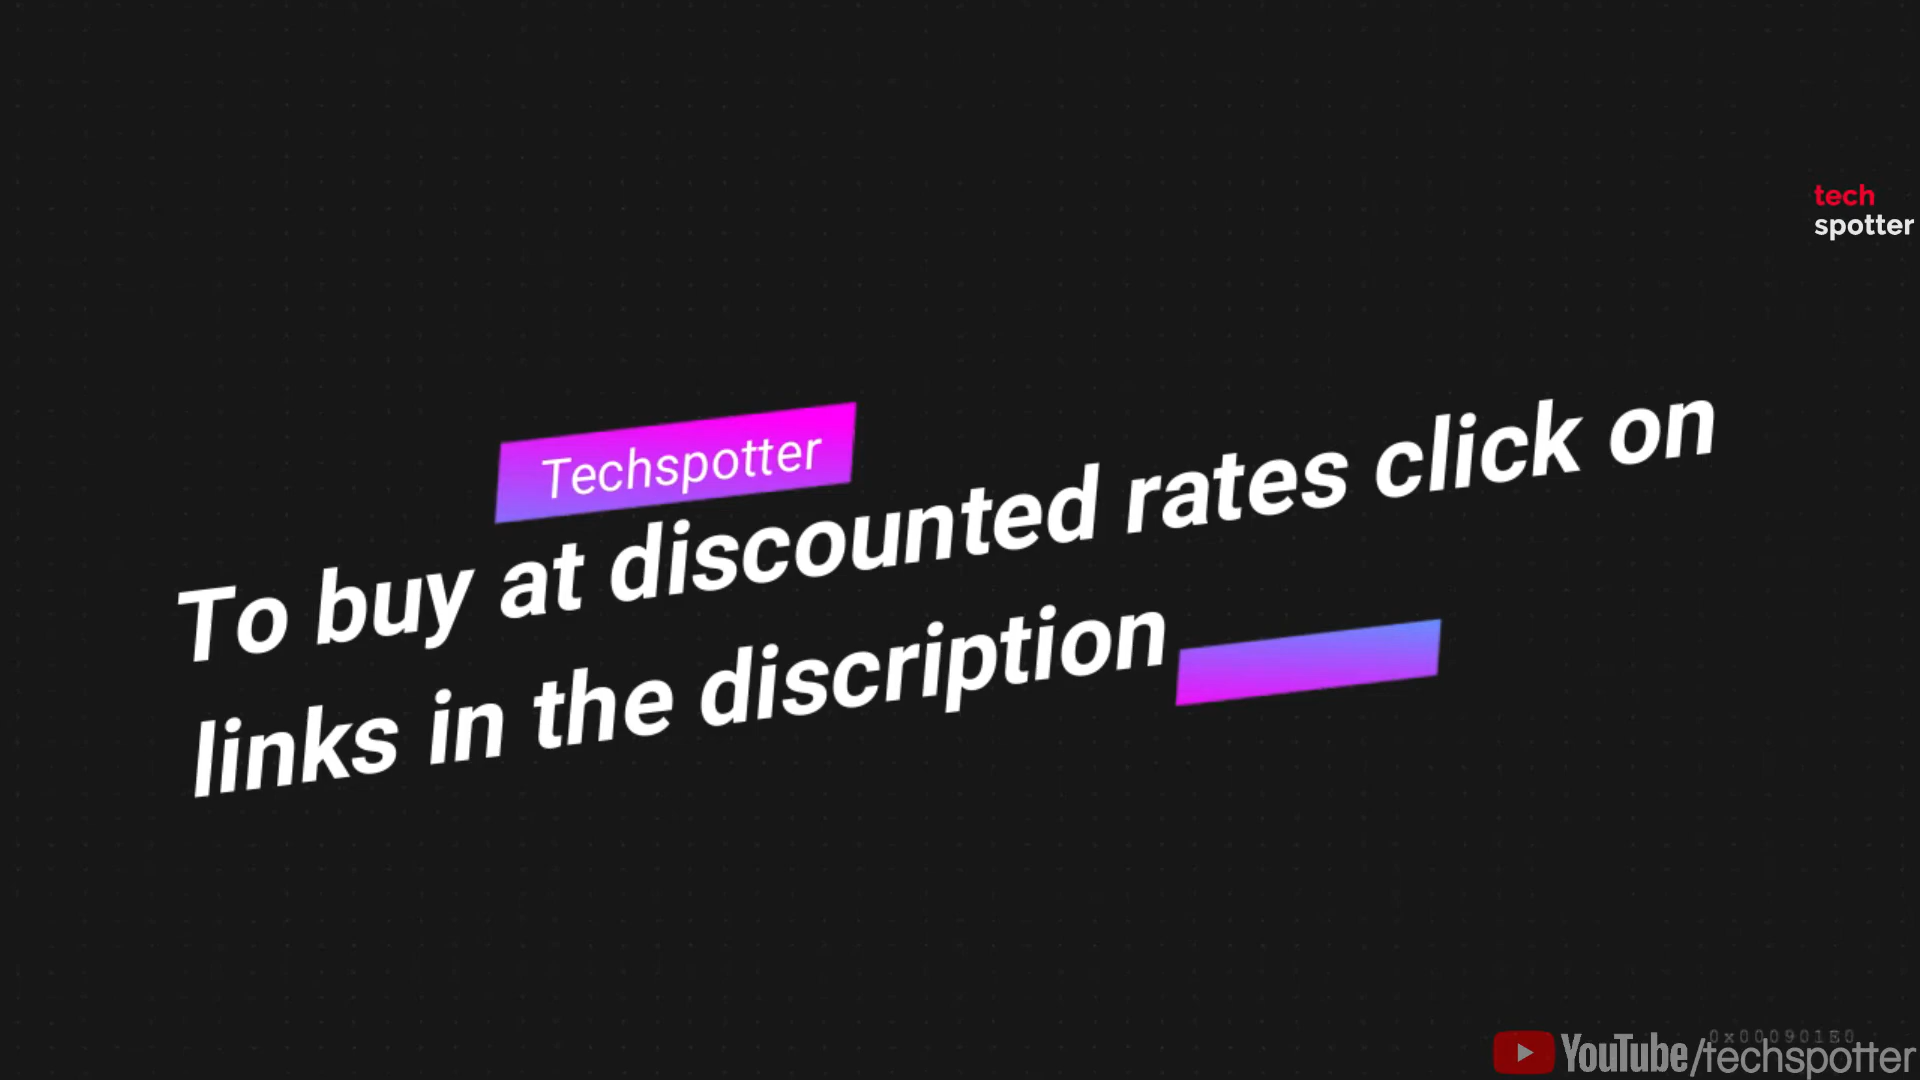 tech
spotter
Techspotter
To buy at discounted rates click on
links in the discription
YouTube/techspotter